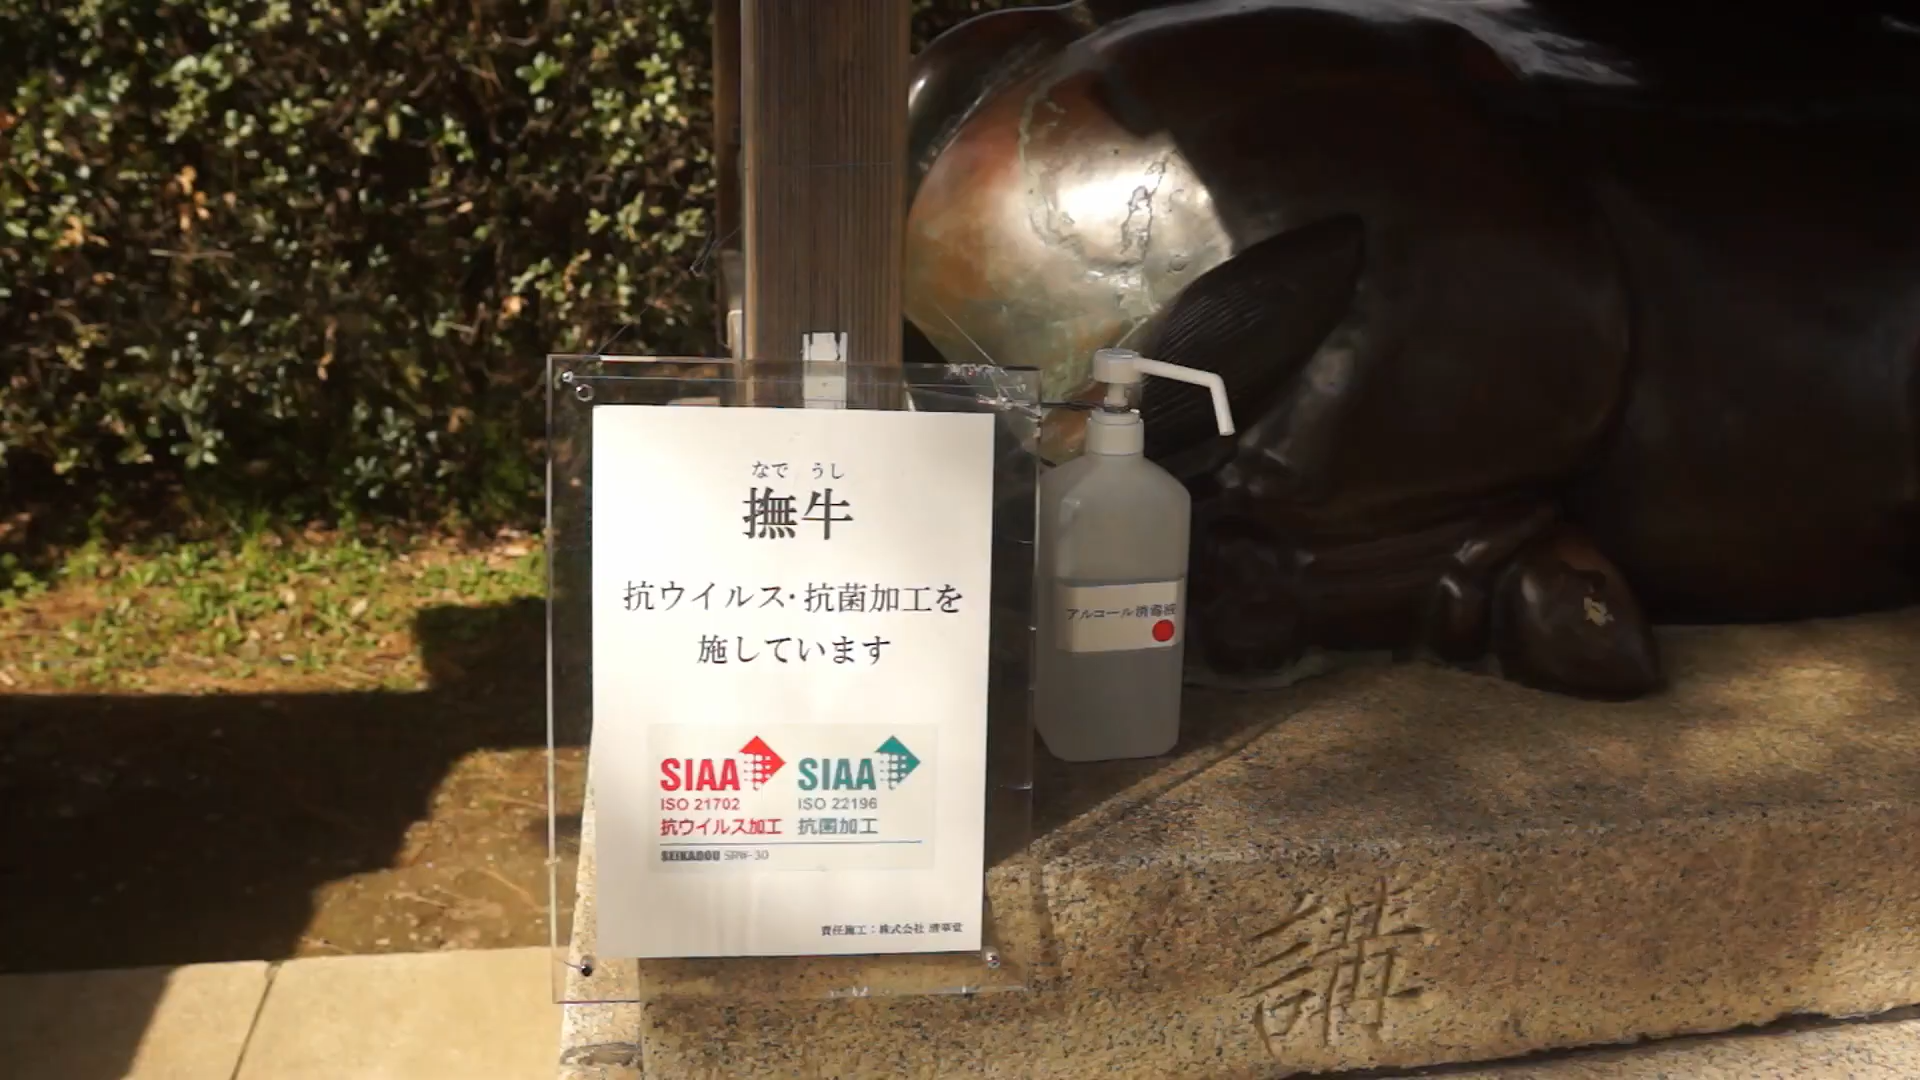 なで うし
撫牛
抗ウイルス・抗菌加工を
施しています
SIAA SIAA
ISO 21702 ISO 22196
抗ウイルス加工 抗菌加工
SEIKADOU SPW-30
責任施工：株式会社 清華堂
アルコール消毒液
講